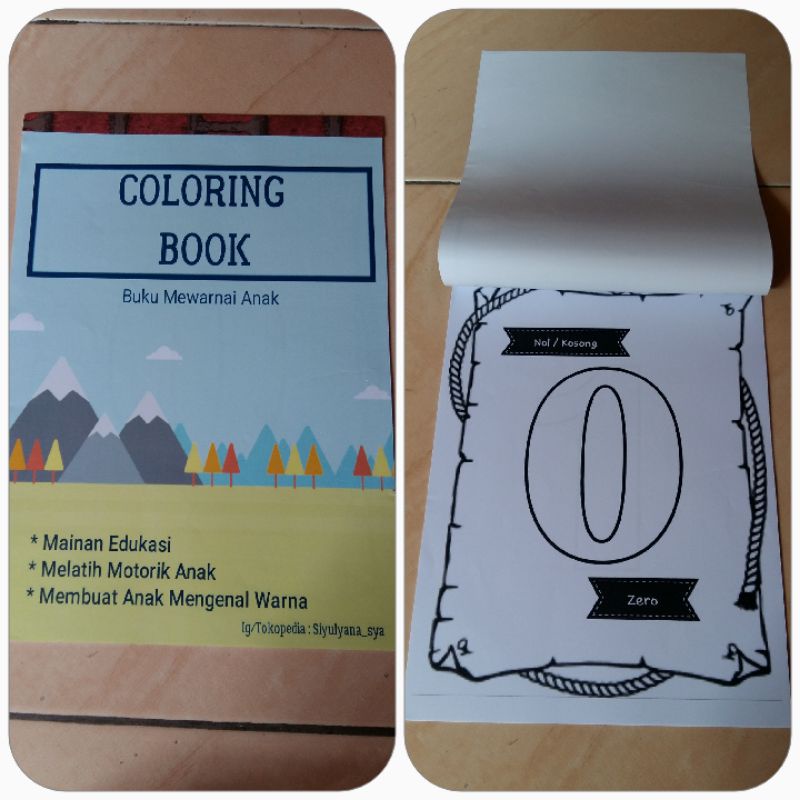 COLORING
BOOK
Buku Mewarnai Anak
* Mainan Edukasi
* Melatih Motorik Anak
* Membuat Anak Mengenal Warna
Ig/Tokopedia : Siyulyana_sya
Nol / Kosong
0
Zero